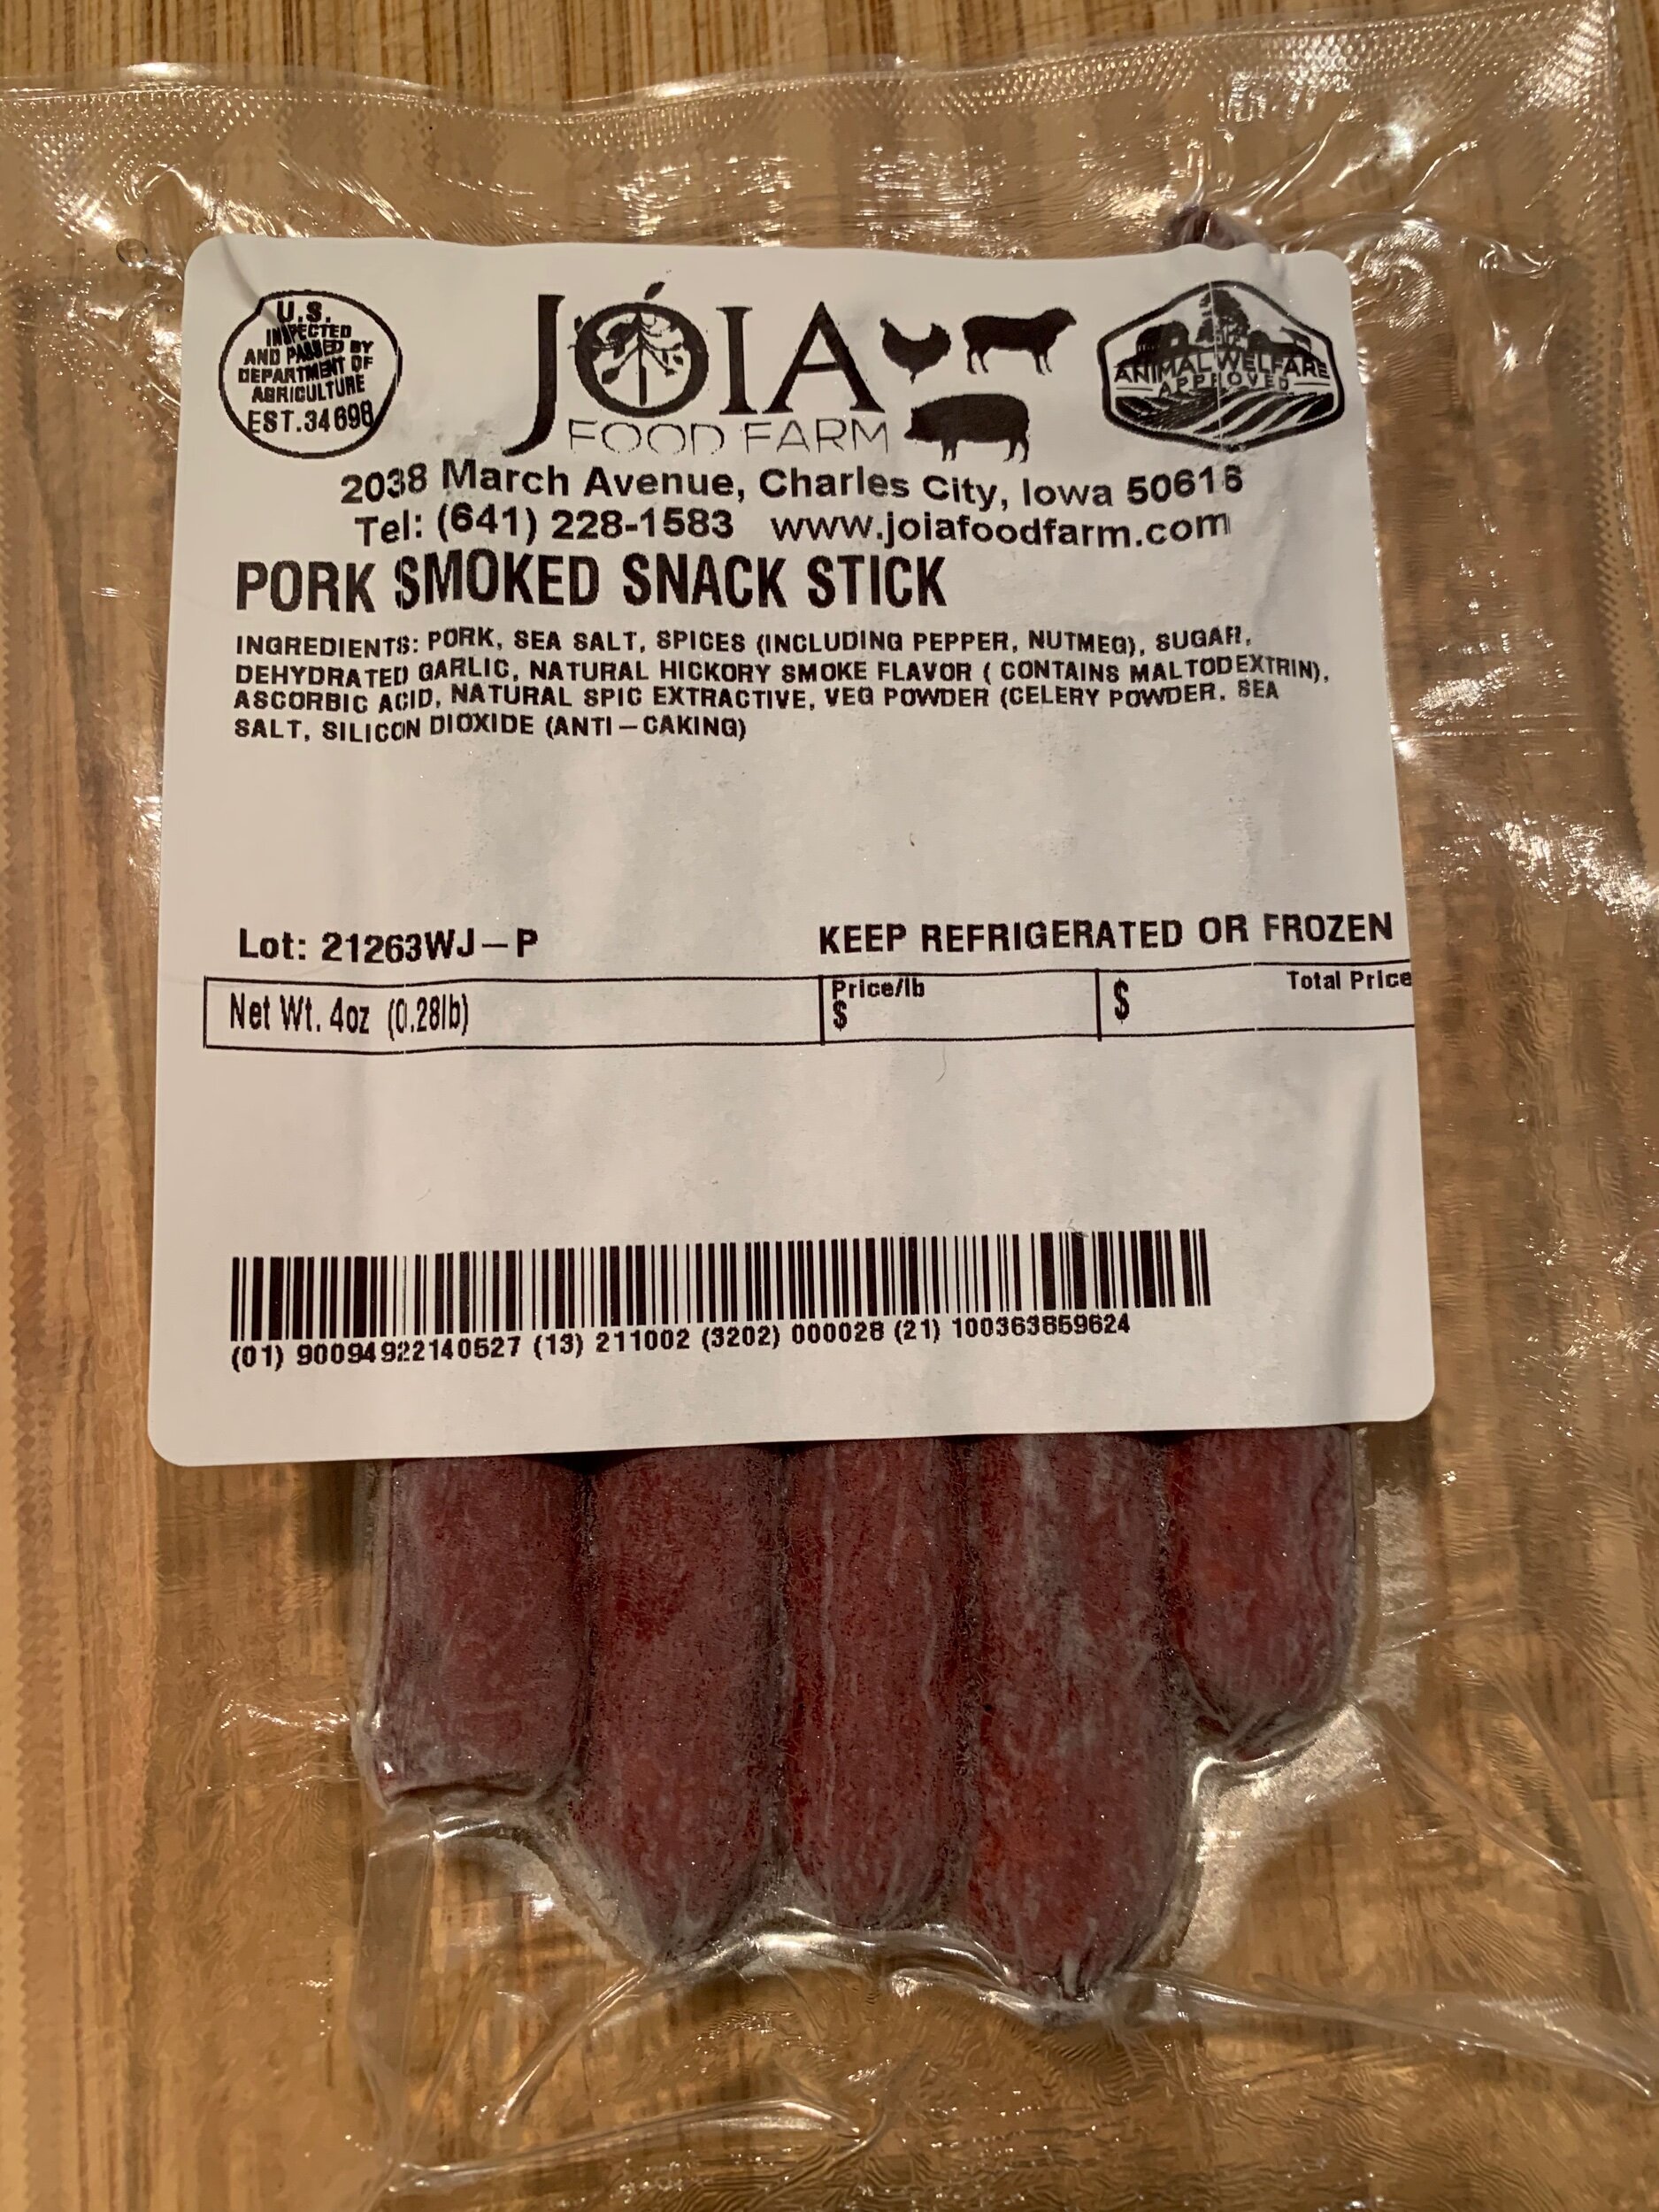 U.S.
INSPECTED
AND PASSED BY
DEPARTMENT OF
AGRICULTURE
EST.34698
JÓIA
FOOD FARM
ANIMAL WELFARE
APPROVED
2038 March Avenue, Charles City, Iowa 50616
Tel: (641) 228-1583 www.joiafoodfarm.com
PORK SMOKED SNACK STICK
INGREDIENTS: PORK, SEA SALT, SPICES (INCLUDING PEPPER, NUTMEG), SUGAR,
DEHYDRATED GARLIC, NATURAL HICKORY SMOKE FLAVOR ( CONTAINS MALTODEXTRIN),
ASCORBIC ACID, NATURAL SPIC EXTRACTIVE, VEG POWDER (CELERY POWDER, SEA
SALT, SILICON DIOXIDE (ANTI-CAKING)
Lot: 21263WJ-P KEEP REFRIGERATED OR FROZEN
Net Wt. 4oz (0.28lb) Price/lb $ $ Total Price
(01) 90094922140527 (13) 211002 (3202) 000028 (21) 100363859624